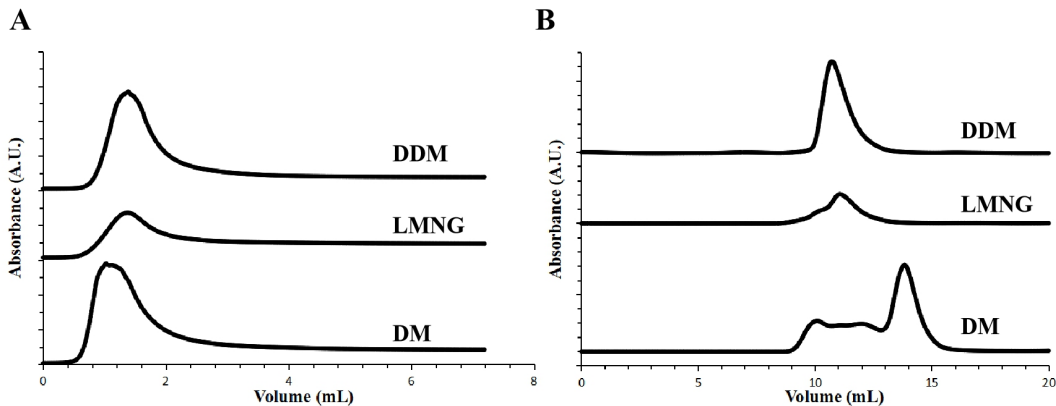 A
B
Absorbance (A.U.)
DDM
LMNG
DM
0
2
4
6
8
Volume (mL)
Absorbance (A.U.)
DDM
LMNG
DM
0
5
10
15
20
Volume (mL)